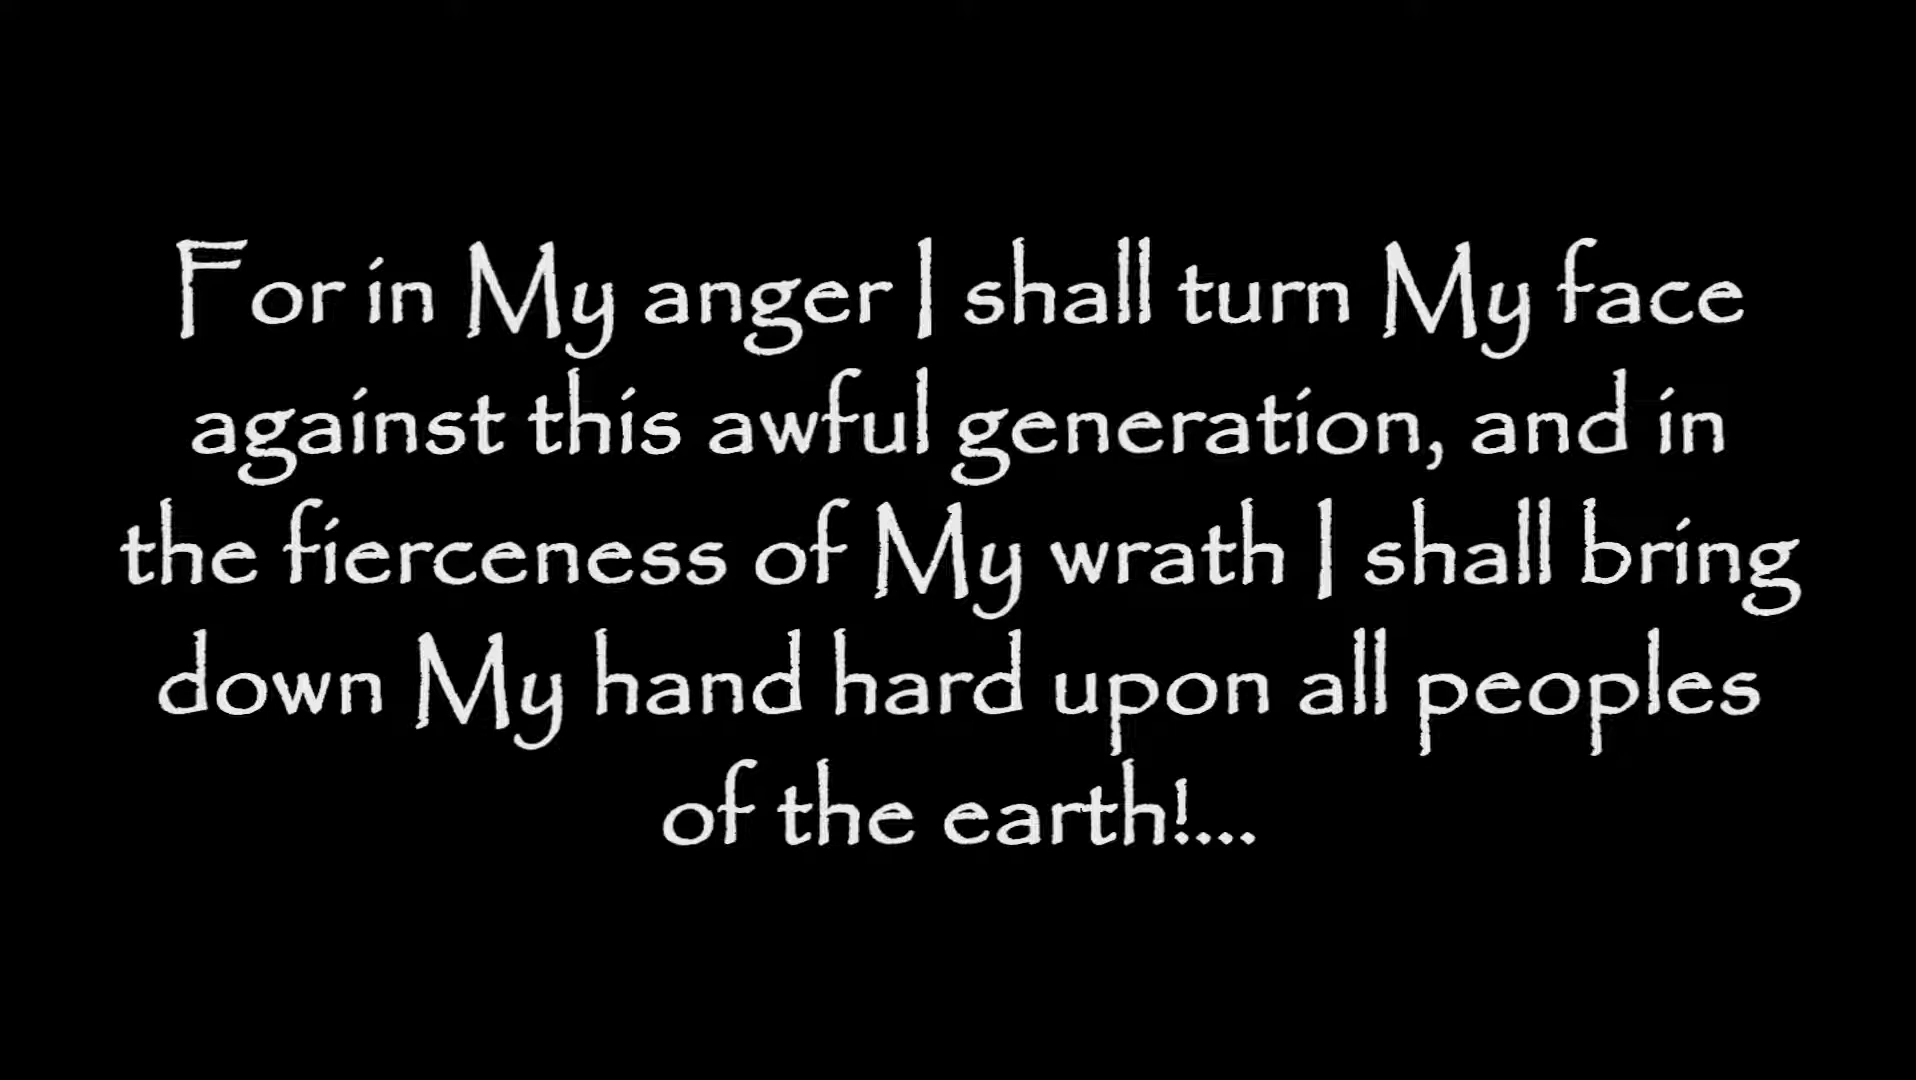 For in My anger I shall turn My face
against this awful generation, and in
the fierceness of My wrath I shall bring
down My hand hard upon all peoples
of the earth!...